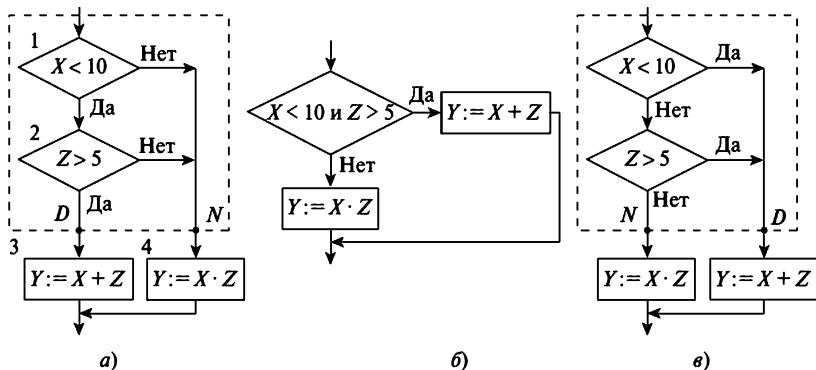 1
X < 10
Нет
Да
2
Z > 5
Нет
Да
D
N
3
Y:= X + Z
4
Y:= X · Z
а)
X < 10 и Z > 5
Да
Y:= X + Z
Нет
Y:= X · Z
б)
X < 10
Да
Нет
Z > 5
Да
Нет
N
D
Y:= X · Z
Y:= X + Z
в)